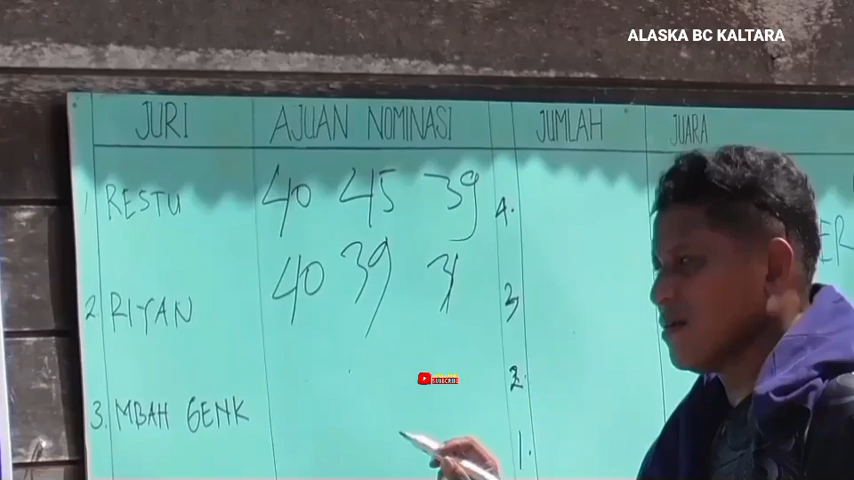 ALASKA BC KALTARA
JURI AJUAN NOMINASI JUMLAH JUARA
1 RESTU 40 45 39 4.
2 RIYAN 40 39 3
3. MBAH GENK 2.
1.
SUBSCRIBE